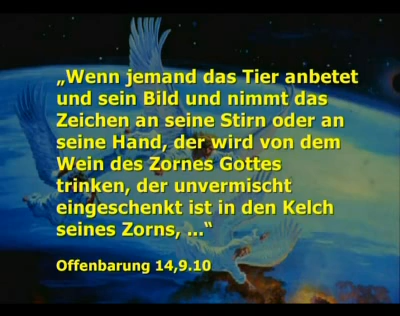 „Wenn jemand das Tier anbetet
und sein Bild und nimmt das
Zeichen an seine Stirn oder an
seine Hand, der wird von dem
Wein des Zornes Gottes
trinken, der unvermischt
eingeschenkt ist in den Kelch
seines Zorns, ...“
Offenbarung 14,9.10